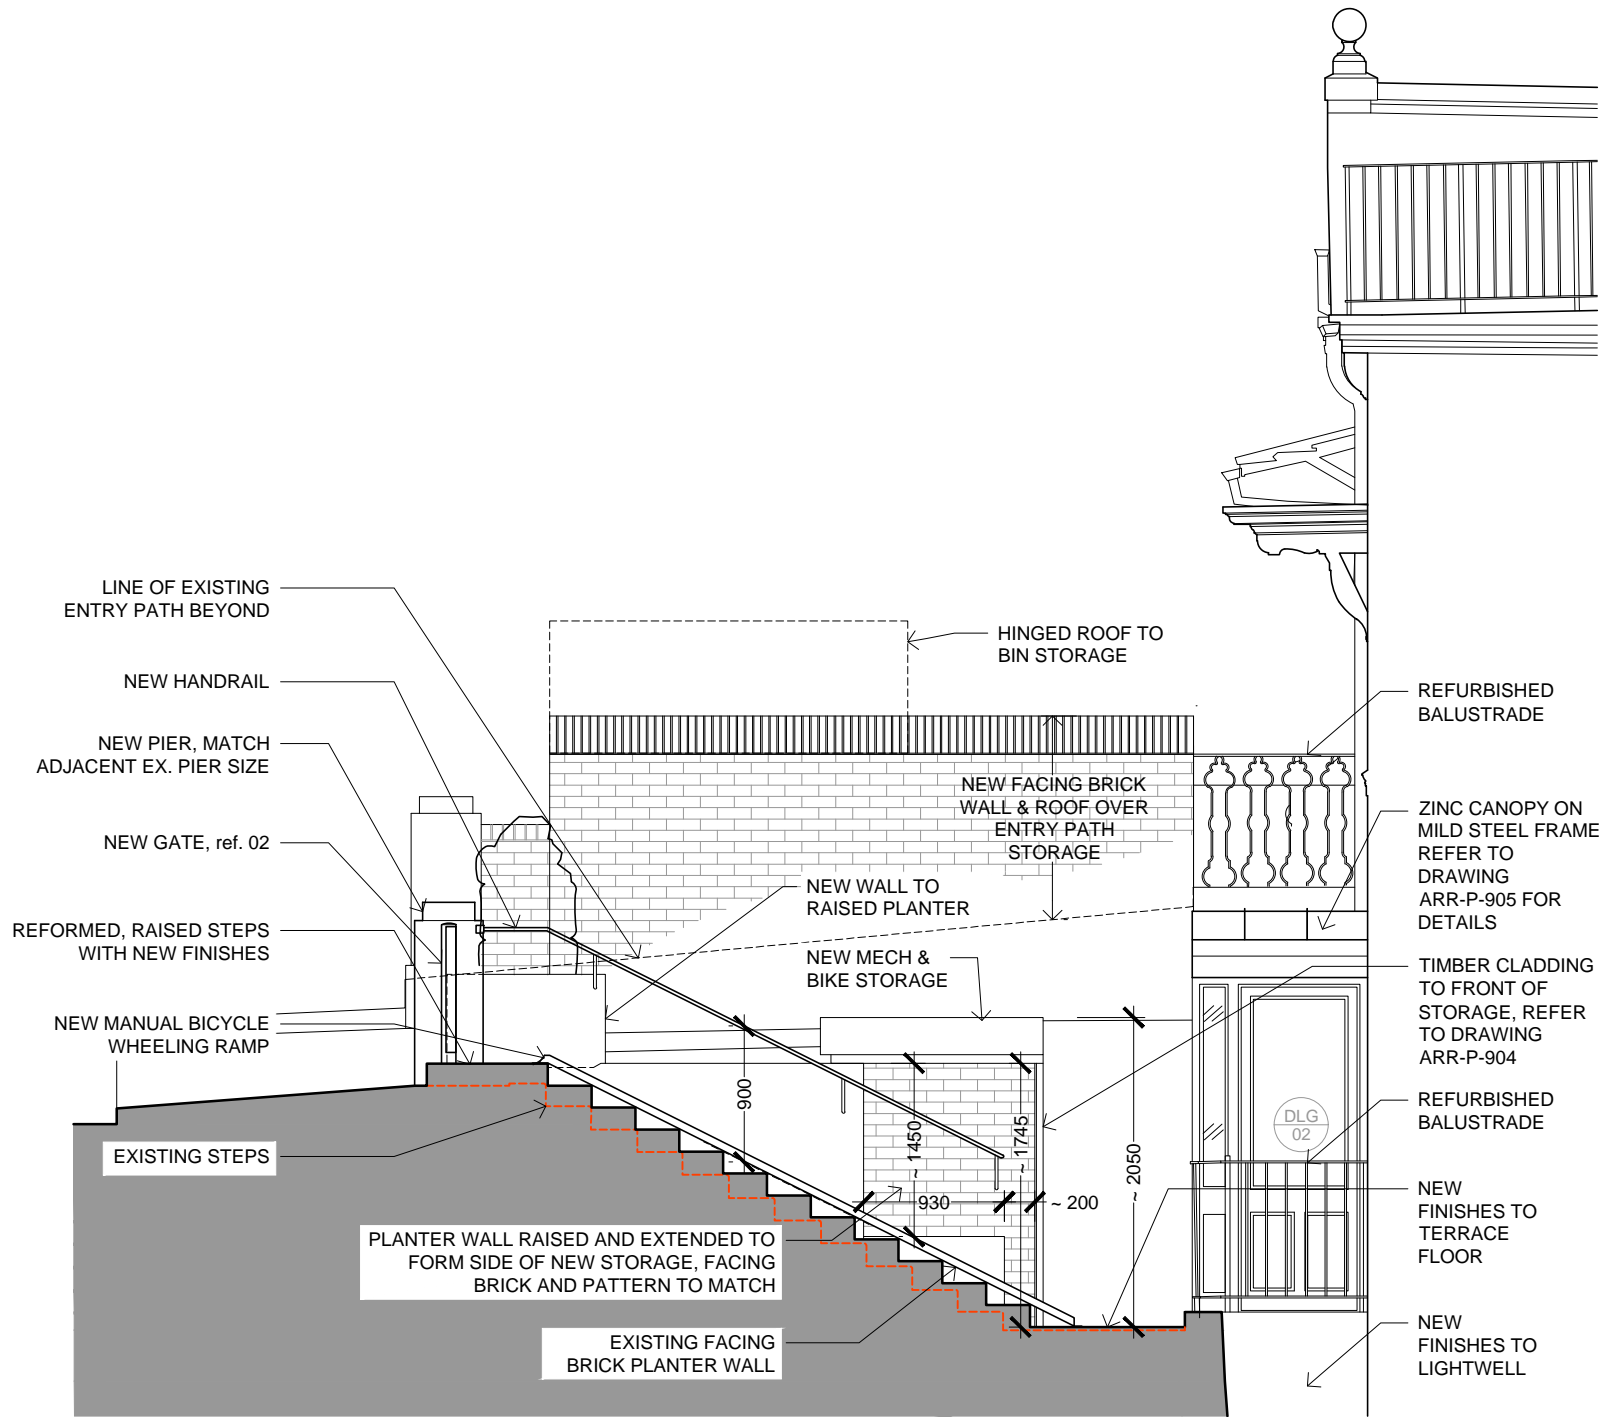 LINE OF EXISTING
ENTRY PATH BEYOND
NEW HANDRAIL
NEW PIER, MATCH
ADJACENT EX. PIER SIZE
NEW GATE, ref. 02
REFORMED, RAISED STEPS
WITH NEW FINISHES
NEW MANUAL BICYCLE
WHEELING RAMP
EXISTING STEPS
HINGED ROOF TO
BIN STORAGE
NEW FACING BRICK
WALL & ROOF OVER
ENTRY PATH
STORAGE
NEW WALL TO
RAISED PLANTER
NEW MECH &
BIKE STORAGE
900
~ 1450
~ 1745
~ 2050
930
~ 200
PLANTER WALL RAISED AND EXTENDED TO
FORM SIDE OF NEW STORAGE, FACING
BRICK AND PATTERN TO MATCH
EXISTING FACING
BRICK PLANTER WALL
REFURBISHED
BALUSTRADE
ZINC CANOPY ON
MILD STEEL FRAME
REFER TO
DRAWING
ARR-P-905 FOR
DETAILS
TIMBER CLADDING
TO FRONT OF
STORAGE, REFER
TO DRAWING
ARR-P-904
REFURBISHED
BALUSTRADE
DLG
02
NEW
FINISHES TO
TERRACE
FLOOR
NEW
FINISHES TO
LIGHTWELL